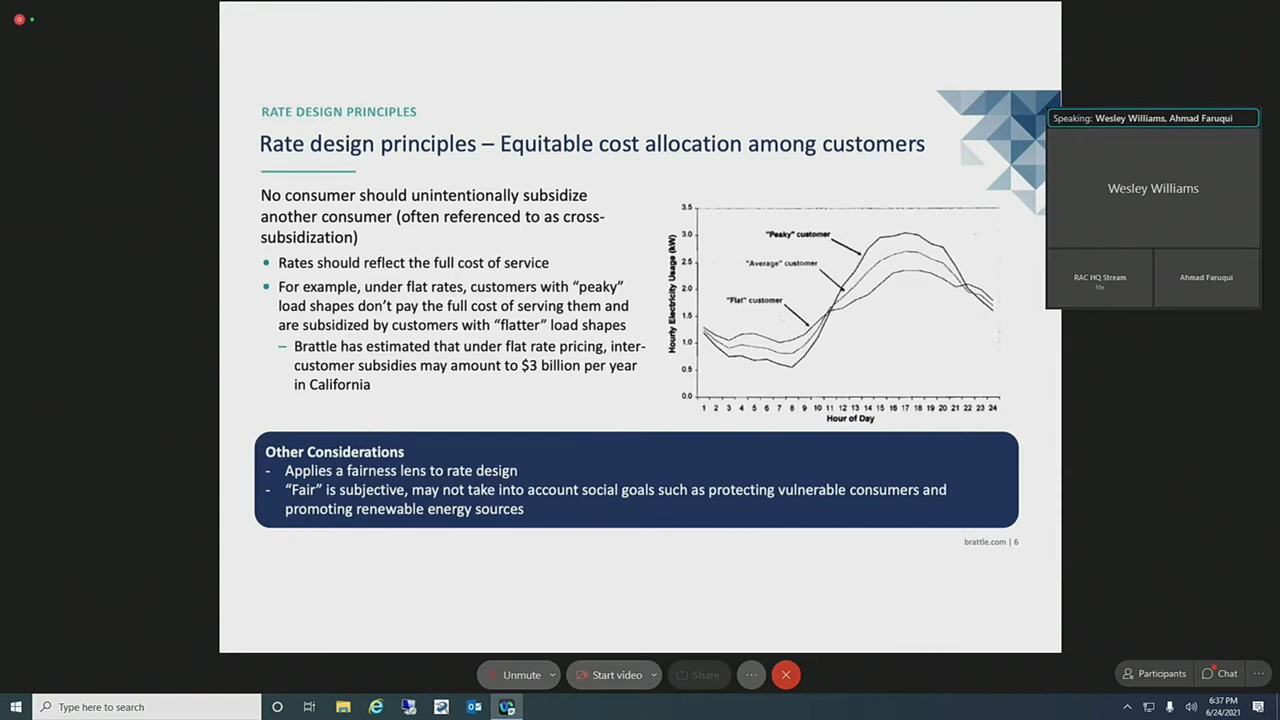 RATE DESIGN PRINCIPLES
Rate design principles – Equitable cost allocation among customers
No consumer should unintentionally subsidize
another consumer (often referenced to as cross-
subsidization)
• Rates should reflect the full cost of service
• For example, under flat rates, customers with “peaky”
load shapes don’t pay the full cost of serving them and
are subsidized by customers with “flatter” load shapes
– Brattle has estimated that under flat rate pricing, inter-
customer subsidies may amount to $3 billion per year
in California
Hourly Electricity Usage (kW)
3.5
3.0
2.5
2.0
1.5
1.0
0.5
0.0
"Peaky" customer
"Average" customer
"Flat" customer
1 2 3 4 5 6 7 8 9 10 11 12 13 14 15 16 17 18 19 20 21 22 23 24
Hour of Day
Other Considerations
- Applies a fairness lens to rate design
- “Fair” is subjective, may not take into account social goals such as protecting vulnerable consumers and
promoting renewable energy sources
brattle.com | 6
Speaking: Wesley Williams, Ahmad Faruqui
Wesley Williams
RAC HQ Stream
Me
Ahmad Faruqui
Unmute
Start video
Share
Participants
Chat
Type here to search
6:37 PM
6/24/2021